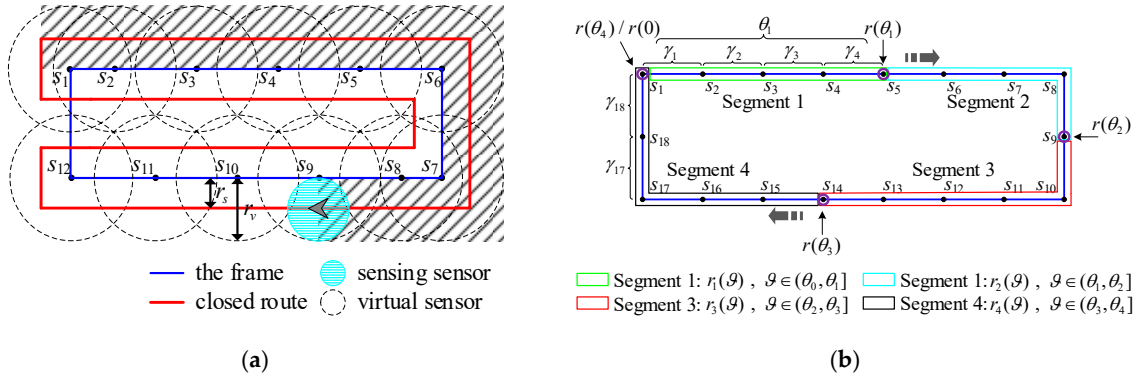 s1 s2 s3 s4 s5 s6
s12 s11 s10 s9 s8 s7
rs
rv
the frame
sensing sensor
closed route
virtual sensor
(a)
r(θ4) / r(0)
θ1
r(θ1)
γ1 γ2 γ3 γ4
s1 s2 s3 s4 s5 s6 s7 s8
Segment 1
Segment 2
γ18
s18
s9
r(θ2)
γ17
Segment 4
Segment 3
s17 s16 s15 s14 s13 s12 s11 s10
r(θ3)
Segment 1: r1(ϑ) , ϑ∈(θ0, θ1]
Segment 1: r2(ϑ) , ϑ∈(θ1, θ2]
Segment 3: r3(ϑ) , ϑ∈(θ2, θ3]
Segment 4: r4(ϑ) , ϑ∈(θ3, θ4]
(b)